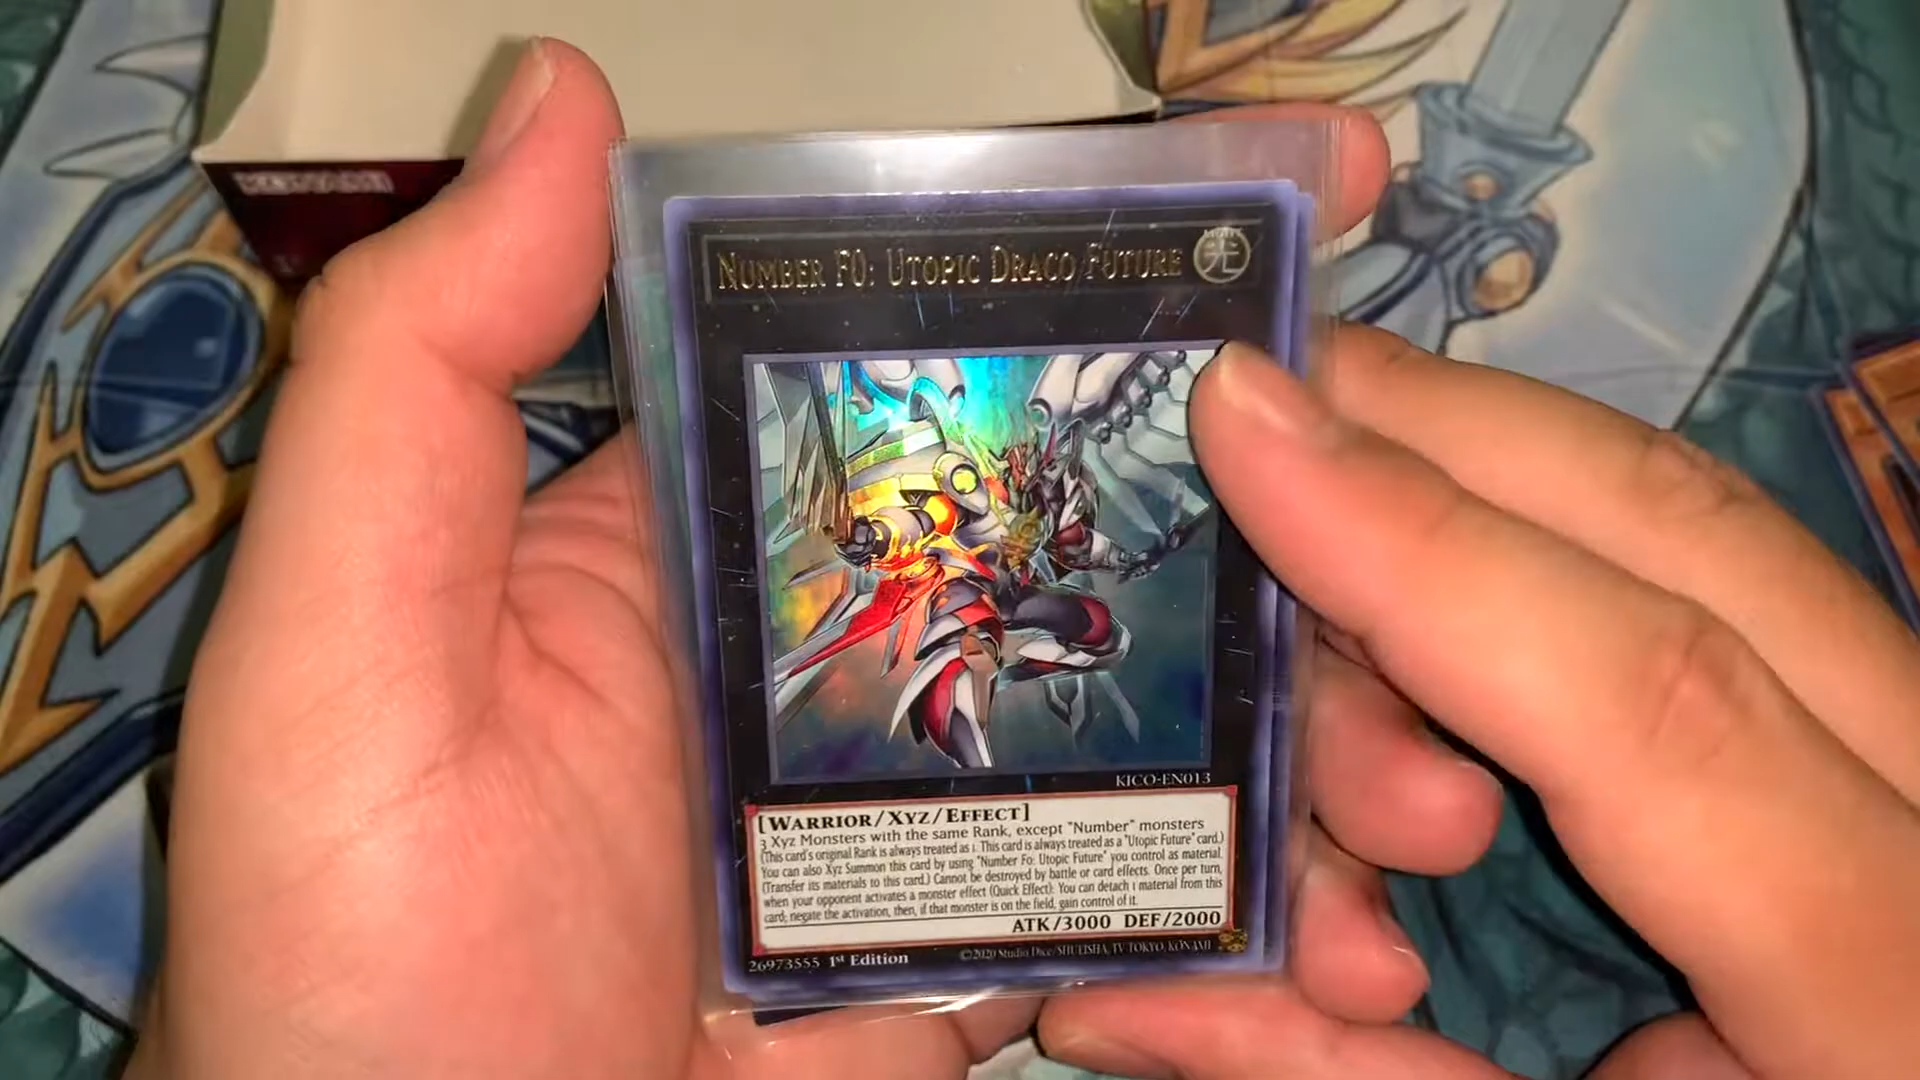 KONAMI
NUMBER F0: UTOPIC DRACO FUTURE
LIGHT
光
KICO-EN013
[WARRIOR/XYZ/EFFECT]
3 Xyz Monsters with the same Rank, except "Number" monsters
(This card's original Rank is always treated as 1. This card is always treated as a "Utopic Future" card.)
You can also Xyz Summon this card by using "Number F0: Utopic Future" you control as material.
(Transfer its materials to this card.) Cannot be destroyed by battle or card effects. Once per turn,
when your opponent activates a monster effect (Quick Effect): You can detach 1 material from this
card; negate the activation, then, if that monster is on the field, gain control of it.
ATK/3000 DEF/2000
26973555 1st Edition ©2020 Studio Dice/SHUEISHA, TV TOKYO, KONAMI